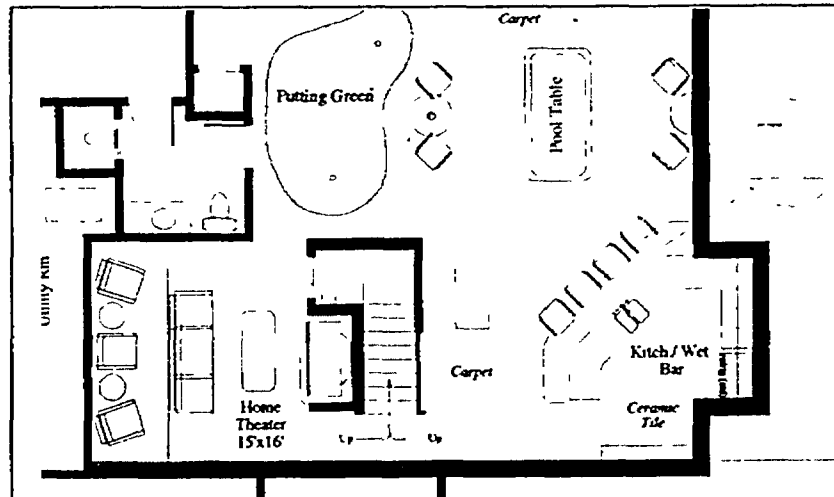 Carpet
Putting Green
Pool Table
Utility Rm
Kitch / Wet
Bar
Carpet
Home
Theater
15'x16'
Ceramic
Tile
Up
Up